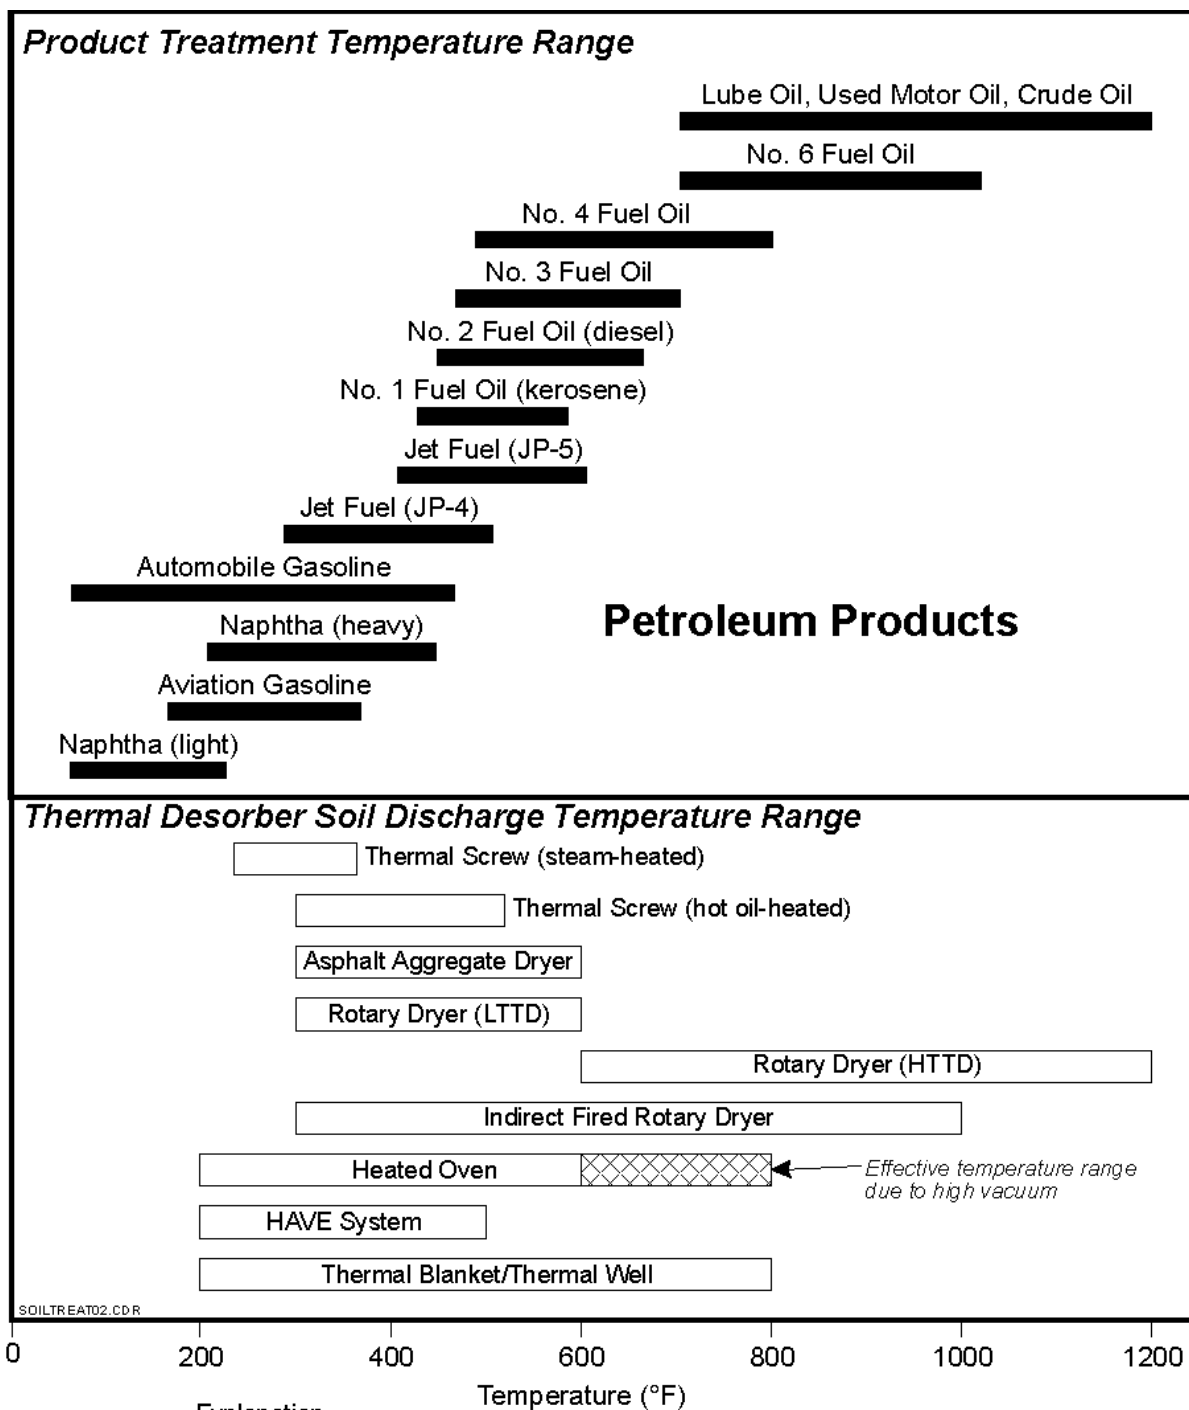 Product Treatment Temperature Range
Lube Oil, Used Motor Oil, Crude Oil
No. 6 Fuel Oil
No. 4 Fuel Oil
No. 3 Fuel Oil
No. 2 Fuel Oil (diesel)
No. 1 Fuel Oil (kerosene)
Jet Fuel (JP-5)
Jet Fuel (JP-4)
Automobile Gasoline
Naphtha (heavy)
Petroleum Products
Aviation Gasoline
Naphtha (light)
Thermal Desorber Soil Discharge Temperature Range
Thermal Screw (steam-heated)
Thermal Screw (hot oil-heated)
Asphalt Aggregate Dryer
Rotary Dryer (LTTD)
Rotary Dryer (HTTD)
Indirect Fired Rotary Dryer
Heated Oven
Effective temperature range
due to high vacuum
HAVE System
Thermal Blanket/Thermal Well
SOILTREAT02.CDR
0 200 400 600 800 1000 1200
Temperature (°F)
Explanation